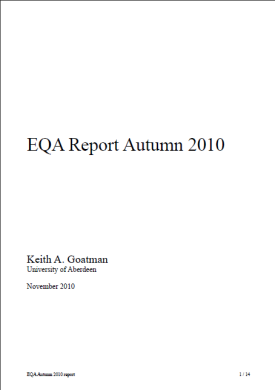 EQA Report Autumn 2010
Keith A. Goatman
University of Aberdeen
November 2010
EQA Autumn 2010 report 1 / 14